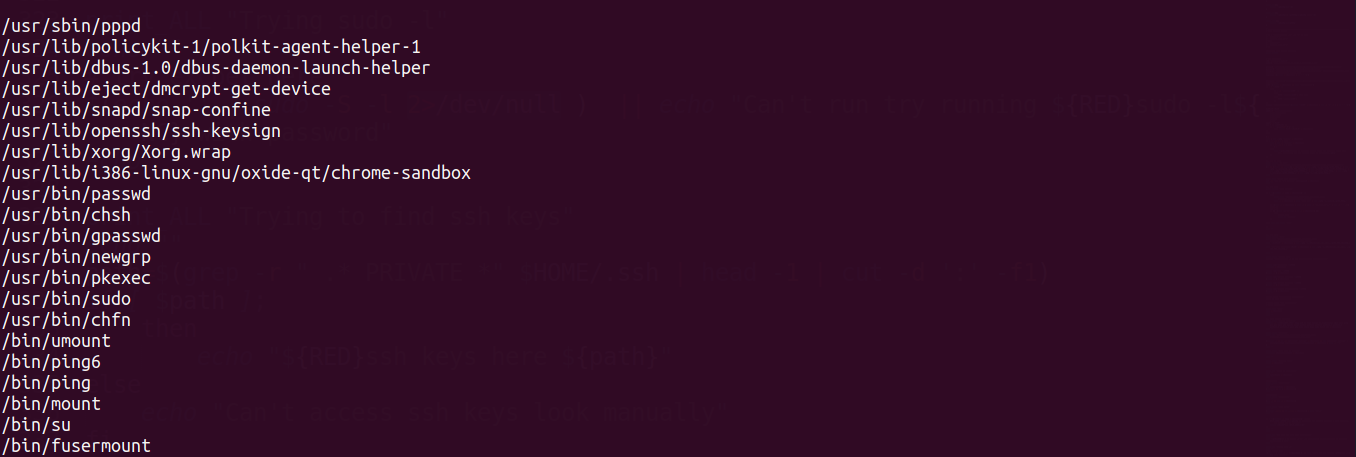 /usr/sbin/pppd
/usr/lib/policykit-1/polkit-agent-helper-1
/usr/lib/dbus-1.0/dbus-daemon-launch-helper
/usr/lib/eject/dmcrypt-get-device
/usr/lib/snapd/snap-confine
/usr/lib/openssh/ssh-keysign
/usr/lib/xorg/Xorg.wrap
/usr/lib/i386-linux-gnu/oxide-qt/chrome-sandbox
/usr/bin/passwd
/usr/bin/chsh
/usr/bin/gpasswd
/usr/bin/newgrp
/usr/bin/pkexec
/usr/bin/sudo
/usr/bin/chfn
/bin/umount
/bin/ping6
/bin/ping
/bin/mount
/bin/su
/bin/fusermount